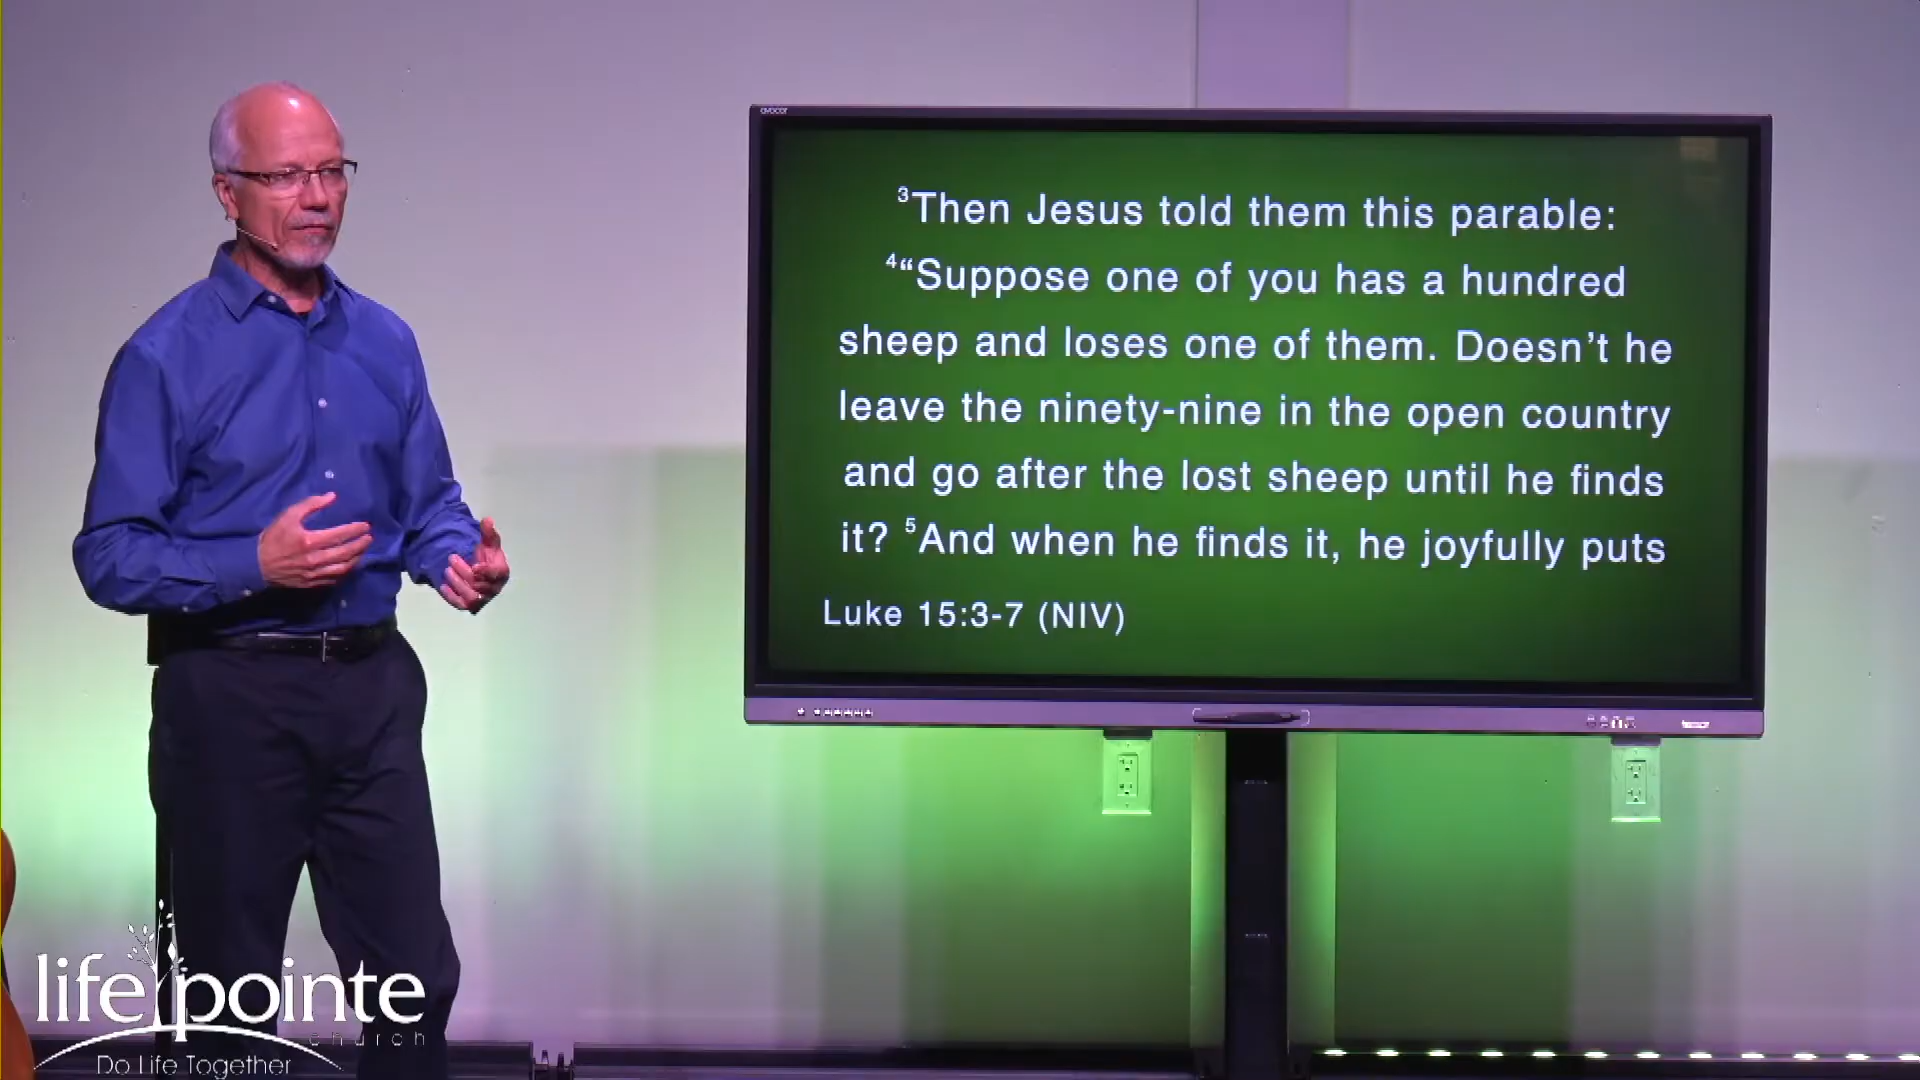 avocor
³Then Jesus told them this parable:
⁴“Suppose one of you has a hundred
sheep and loses one of them. Doesn’t he
leave the ninety-nine in the open country
and go after the lost sheep until he finds
it? ⁵And when he finds it, he joyfully puts
Luke 15:3-7 (NIV)
life pointe
church
Do Life Together